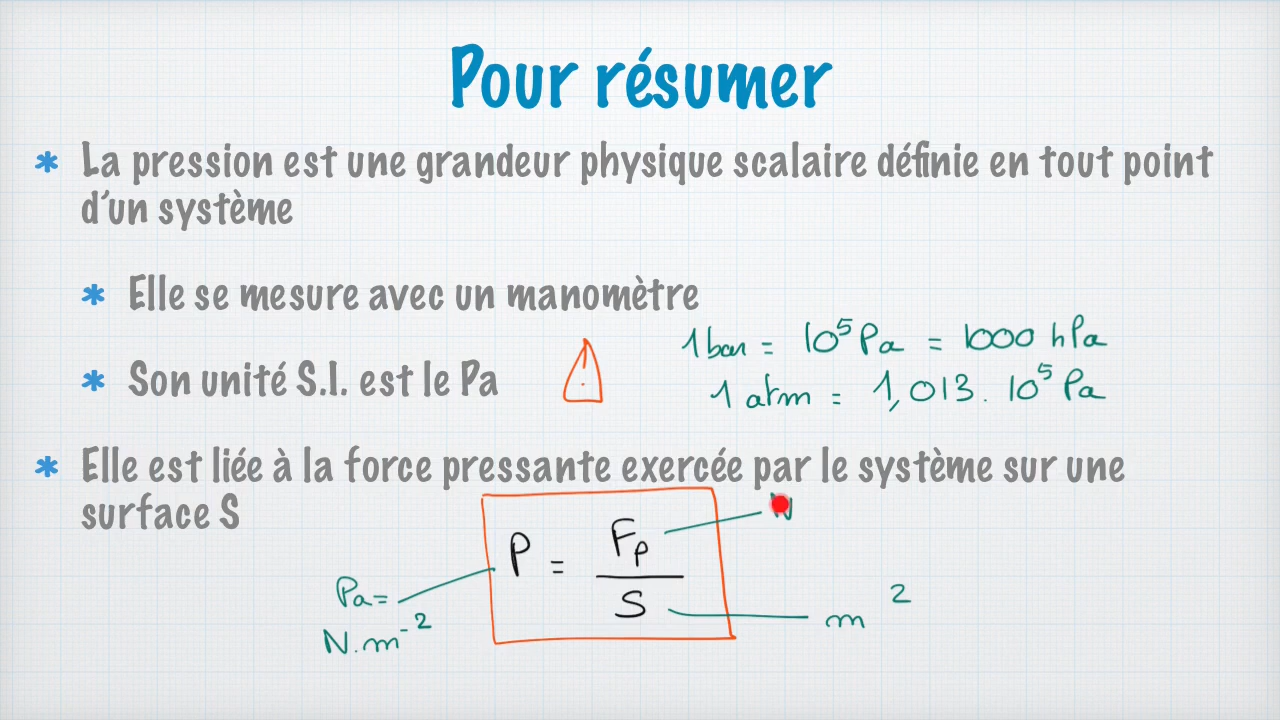 Pour résumer
* La pression est une grandeur physique scalaire définie en tout point
d'un système
* Elle se mesure avec un manomètre
1 bar = 10⁵ Pa = 1000 hPa
* Son unité S.I. est le Pa
1 atm = 1,013 . 10⁵ Pa
* Elle est liée à la force pressante exercée par le système sur une
surface S
N
P = Fp / S
Pa =
N.m⁻²
m²